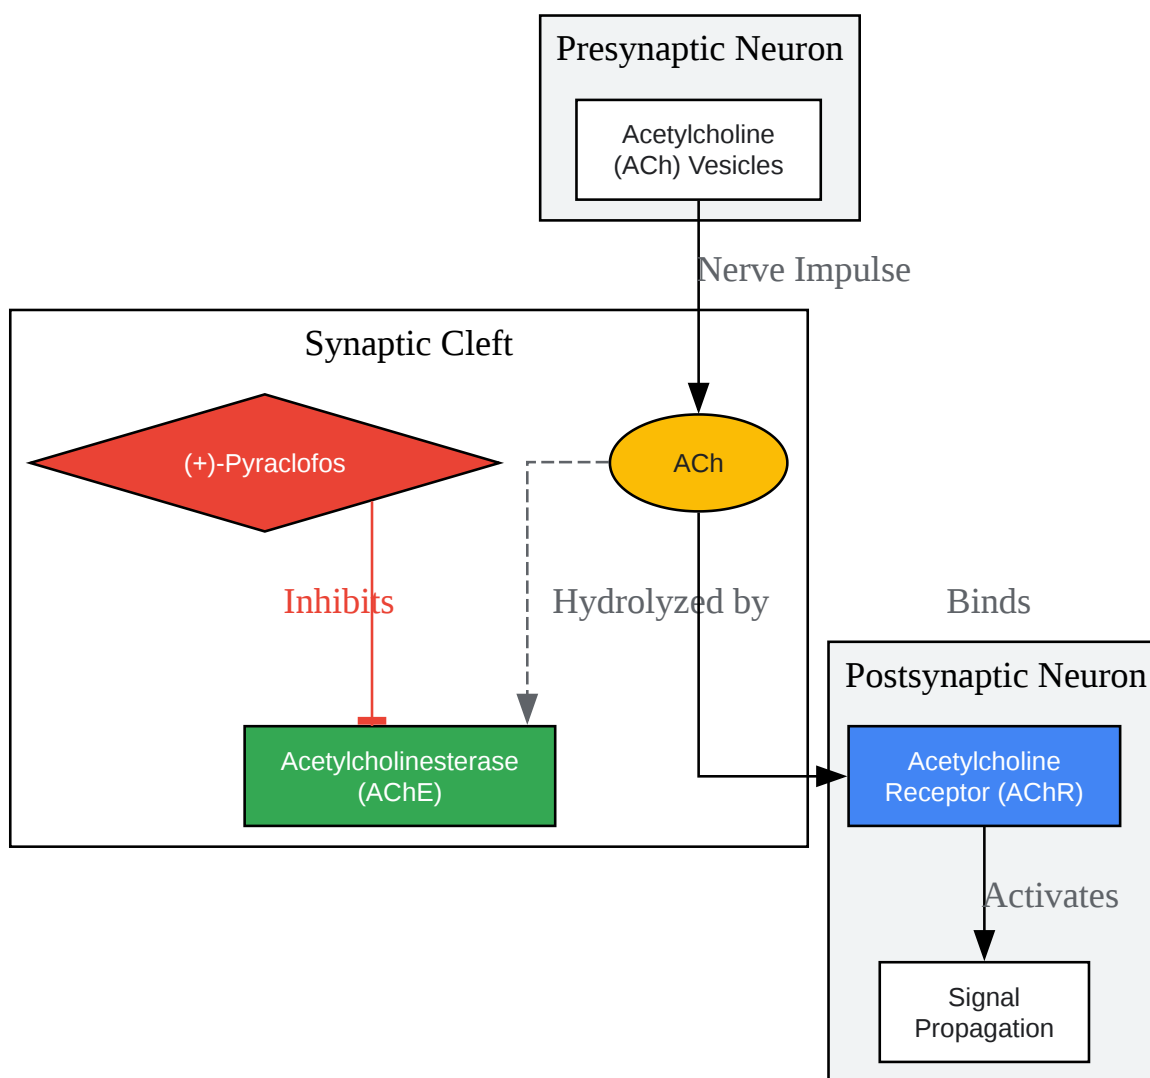 Presynaptic Neuron
Acetylcholine
(ACh) Vesicles
Nerve Impulse
Synaptic Cleft
(+)-Pyraclofos
ACh
Inhibits
Hydrolyzed by
Binds
Postsynaptic Neuron
Acetylcholinesterase
(AChE)
Acetylcholine
Receptor (AChR)
Activates
Signal
Propagation